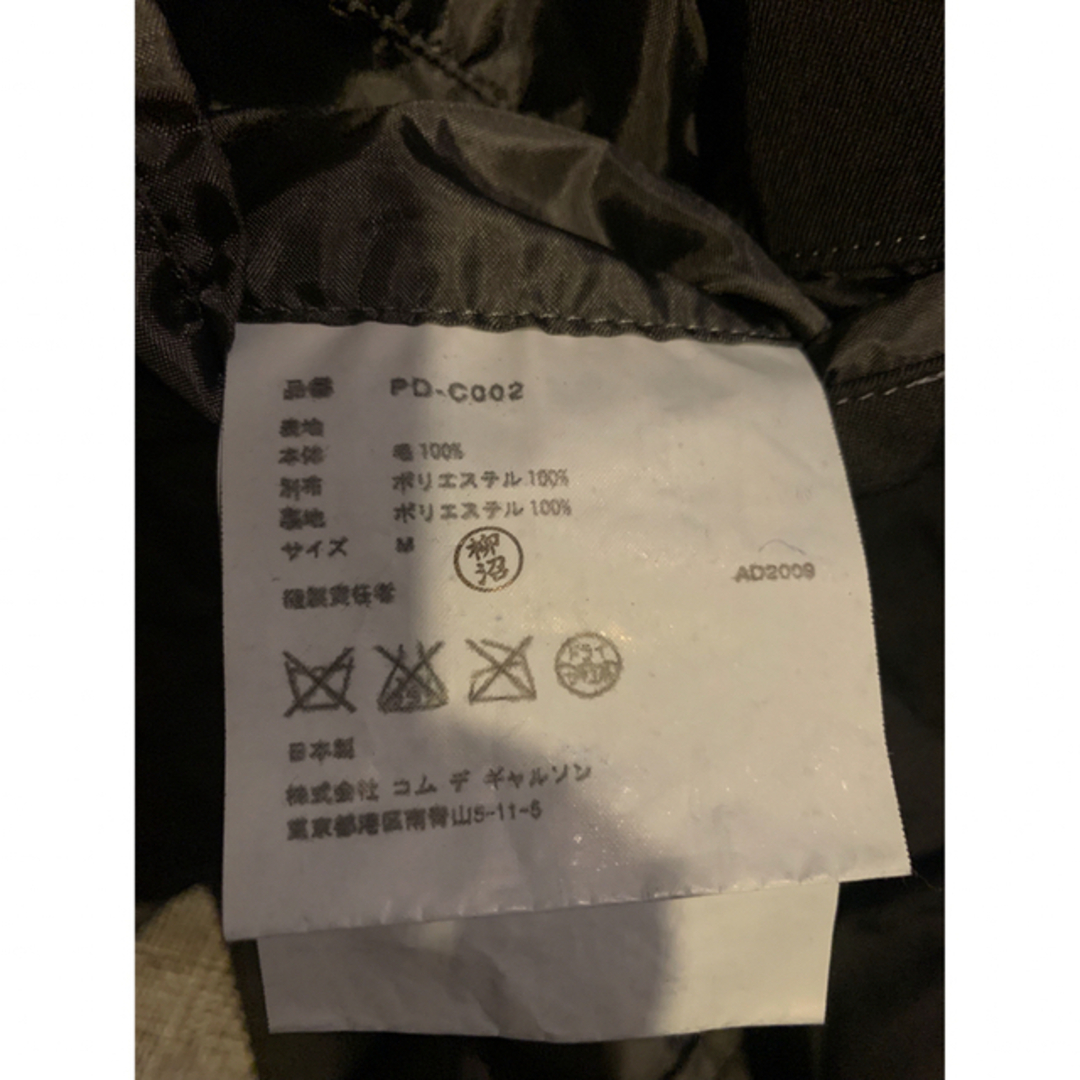 品番 PD-C002
表地
本体 毛 100%
別布 ポリエステル 100%
裏地 ポリエステル 100%
サイズ M
柳沼
AD2009
縫製責任者
ドライ
日本製
株式会社 コム デ ギャルソン
東京都港区南青山5-11-5